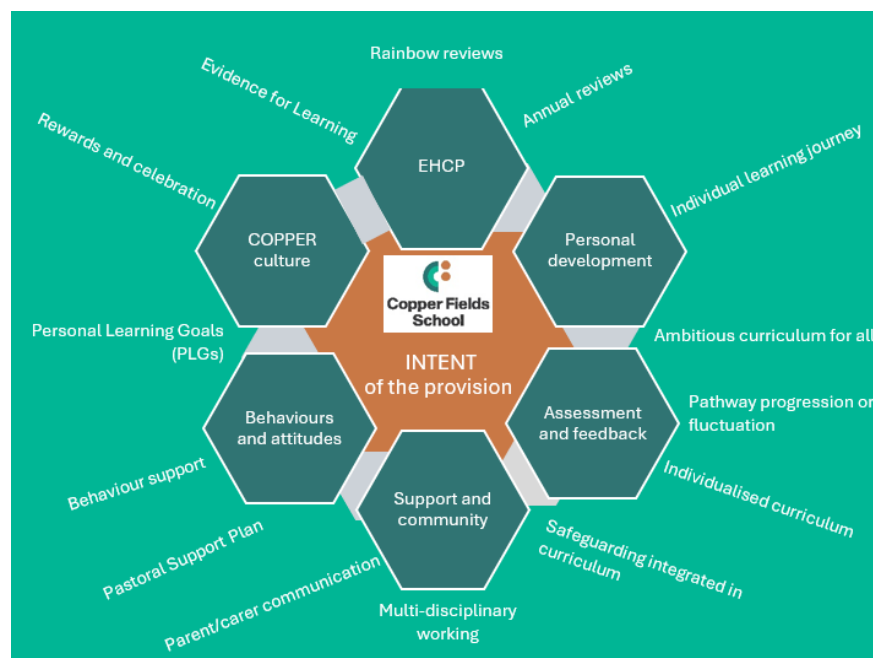 Rainbow reviews
Evidence for Learning
Annual reviews
Rewards and celebration
Individual learning journey
EHCP
COPPER
culture
Personal
development
Copper Fields
School
Personal Learning Goals
(PLGs)
Ambitious curriculum for all
INTENT
of the provision
Behaviours
and attitudes
Assessment
and feedback
Pathway progression or
fluctuation
Behaviour support
Individualised curriculum
Support and
community
Pastoral Support Plan
Safeguarding integrated in
curriculum
Parent/carer communication
Multi-disciplinary
working